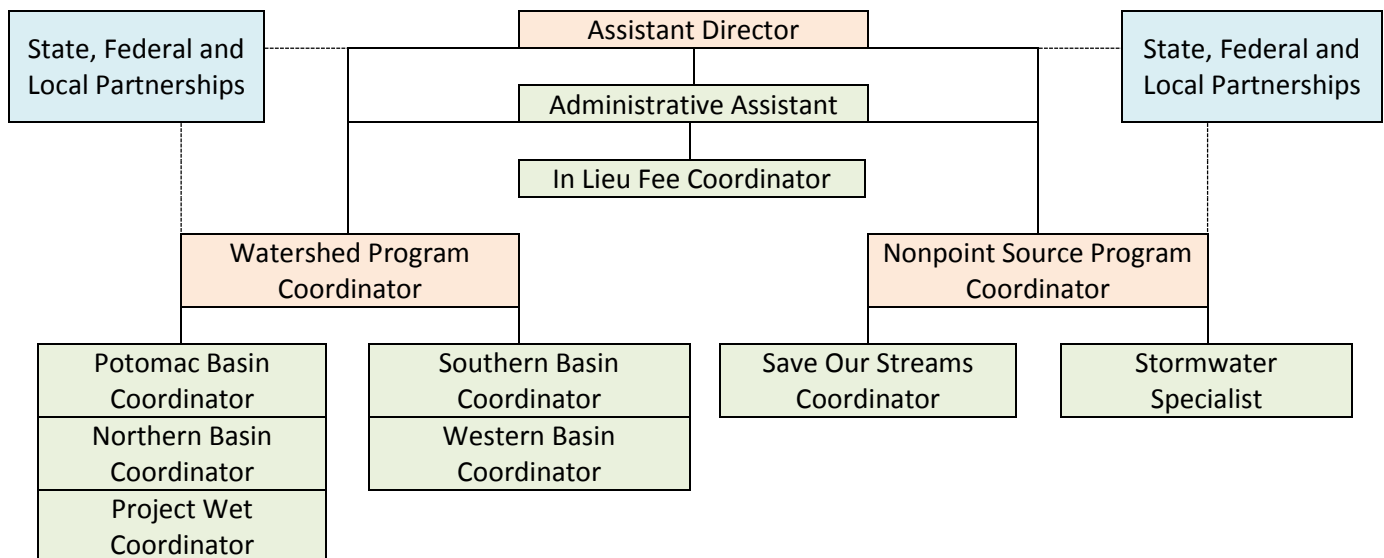 Assistant Director
State, Federal and
Local Partnerships
State, Federal and
Local Partnerships
Administrative Assistant
In Lieu Fee Coordinator
Watershed Program
Coordinator
Nonpoint Source Program
Coordinator
Potomac Basin
Coordinator
Northern Basin
Coordinator
Project Wet
Coordinator
Southern Basin
Coordinator
Western Basin
Coordinator
Save Our Streams
Coordinator
Stormwater
Specialist